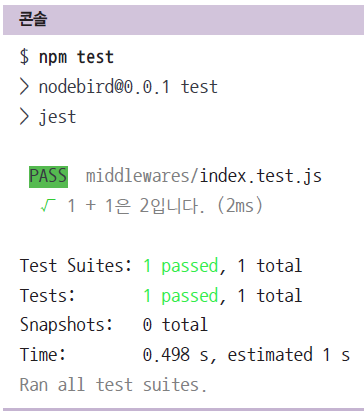 콘솔
$ npm test
> nodebird@0.0.1 test
> jest
PASS middlewares/index.test.js
√ 1 + 1은 2입니다. (2ms)
Test Suites: 1 passed, 1 total
Tests: 1 passed, 1 total
Snapshots: 0 total
Time: 0.498 s, estimated 1 s
Ran all test suites.